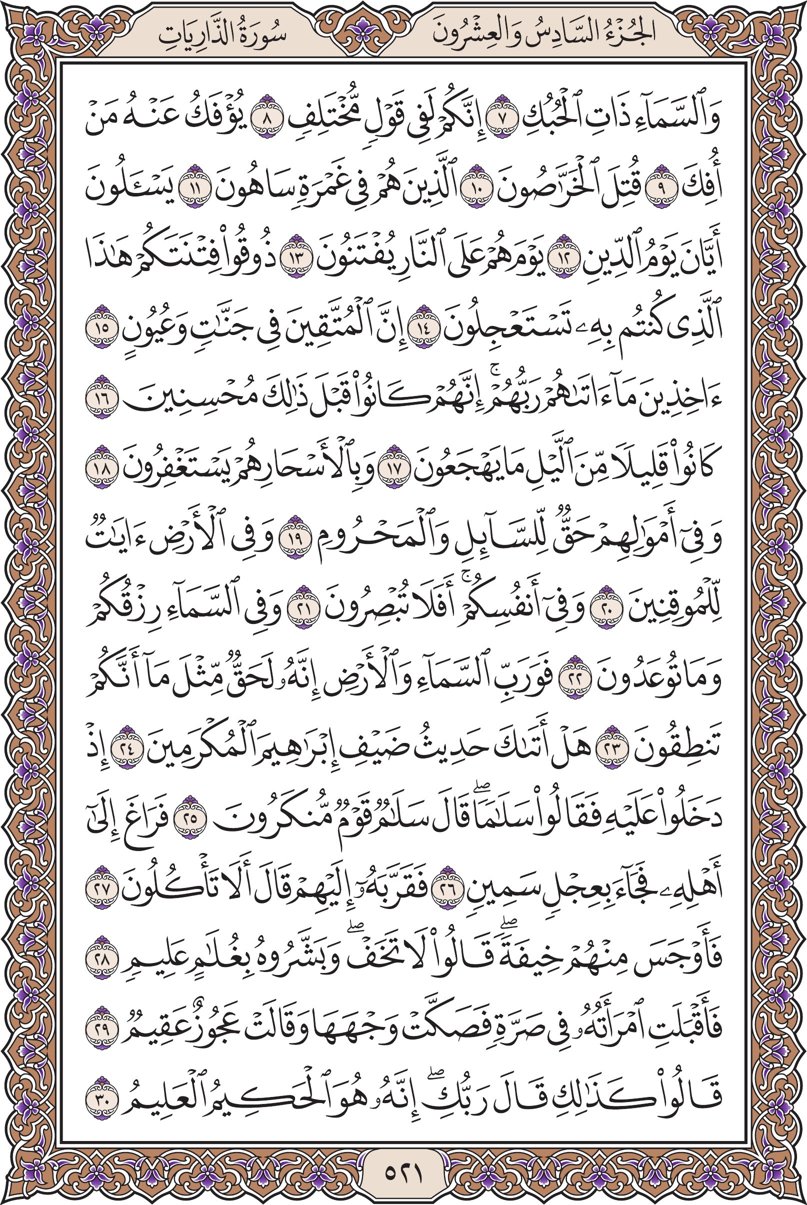 الجُزْءُ السَّادِسُ وَالعِشْرُونَ سُورَةُ الذَّارِيَاتِ
وَٱلسَّمَآءِ ذَاتِ ٱلْحُبُكِ ٧ إِنَّكُمْ لَفِى قَوْلٍ مُّخْتَلِفٍ ٨ يُؤْفَكُ عَنْهُ مَنْ
أُفِكَ ٩ قُتِلَ ٱلْخَرَّٰصُونَ ١٠ ٱلَّذِينَ هُمْ فِى غَمْرَةٍ سَاهُونَ ١١ يَسْـَٔلُونَ
أَيَّانَ يَوْمُ ٱلدِّينِ ١٢ يَوْمَ هُمْ عَلَى ٱلنَّارِ يُفْتَنُونَ ١٣ ذُوقُوا۟ فِتْنَتَكُمْ هَٰذَا
ٱلَّذِى كُنتُم بِهِۦ تَسْتَعْجِلُونَ ١٤ إِنَّ ٱلْمُتَّقِينَ فِى جَنَّٰتٍ وَعُيُونٍ ١٥
ءَاخِذِينَ مَآ ءَاتَىٰهُمْ رَبُّهُمْ ۚ إِنَّهُمْ كَانُوا۟ قَبْلَ ذَٰلِكَ مُحْسِنِينَ ١٦
كَانُوا۟ قَلِيلًا مِّنَ ٱلَّيْلِ مَا يَهْجَعُونَ ١٧ وَبِٱلْأَسْحَارِ هُمْ يَسْتَغْفِرُونَ ١٨
وَفِىٓ أَمْوَٰلِهِمْ حَقٌّ لِّلسَّآئِلِ وَٱلْمَحْرُومِ ١٩ وَفِى ٱلْأَرْضِ ءَايَٰتٌ
لِّلْمُوقِنِينَ ٢٠ وَفِىٓ أَنفُسِكُمْ ۚ أَفَلَا تُبْصِرُونَ ٢١ وَفِى ٱلسَّمَآءِ رِزْقُكُمْ
وَمَا تُوعَدُونَ ٢٢ فَوَرَبِّ ٱلسَّمَآءِ وَٱلْأَرْضِ إِنَّهُۥ لَحَقٌّ مِّثْلَ مَآ أَنَّكُمْ
تَنطِقُونَ ٢٣ هَلْ أَتَىٰكَ حَدِيثُ ضَيْفِ إِبْرَٰهِيمَ ٱلْمُكْرَمِينَ ٢٤ إِذْ
دَخَلُوا۟ عَلَيْهِ فَقَالُوا۟ سَلَٰمًا ۖ قَالَ سَلَٰمٌ قَوْمٌ مُّنكَرُونَ ٢٥ فَرَاغَ إِلَىٰٓ
أَهْلِهِۦ فَجَآءَ بِعِجْلٍ سَمِينٍ ٢٦ فَقَرَّبَهُۥٓ إِلَيْهِمْ قَالَ أَلَا تَأْكُلُونَ ٢٧
فَأَوْجَسَ مِنْهُمْ خِيفَةً ۖ قَالُوا۟ لَا تَخَفْ ۖ وَبَشَّرُوهُ بِغُلَٰمٍ عَلِيمٍ ٢٨
فَأَقْبَلَتِ ٱمْرَأَتُهُۥ فِى صَرَّةٍ فَصَكَّتْ وَجْهَهَا وَقَالَتْ عَجُوزٌ عَقِيمٌ ٢٩
قَالُوا۟ كَذَٰلِكِ قَالَ رَبُّكِ ۖ إِنَّهُۥ هُوَ ٱلْحَكِيمُ ٱلْعَلِيمُ ٣٠
٥٢١